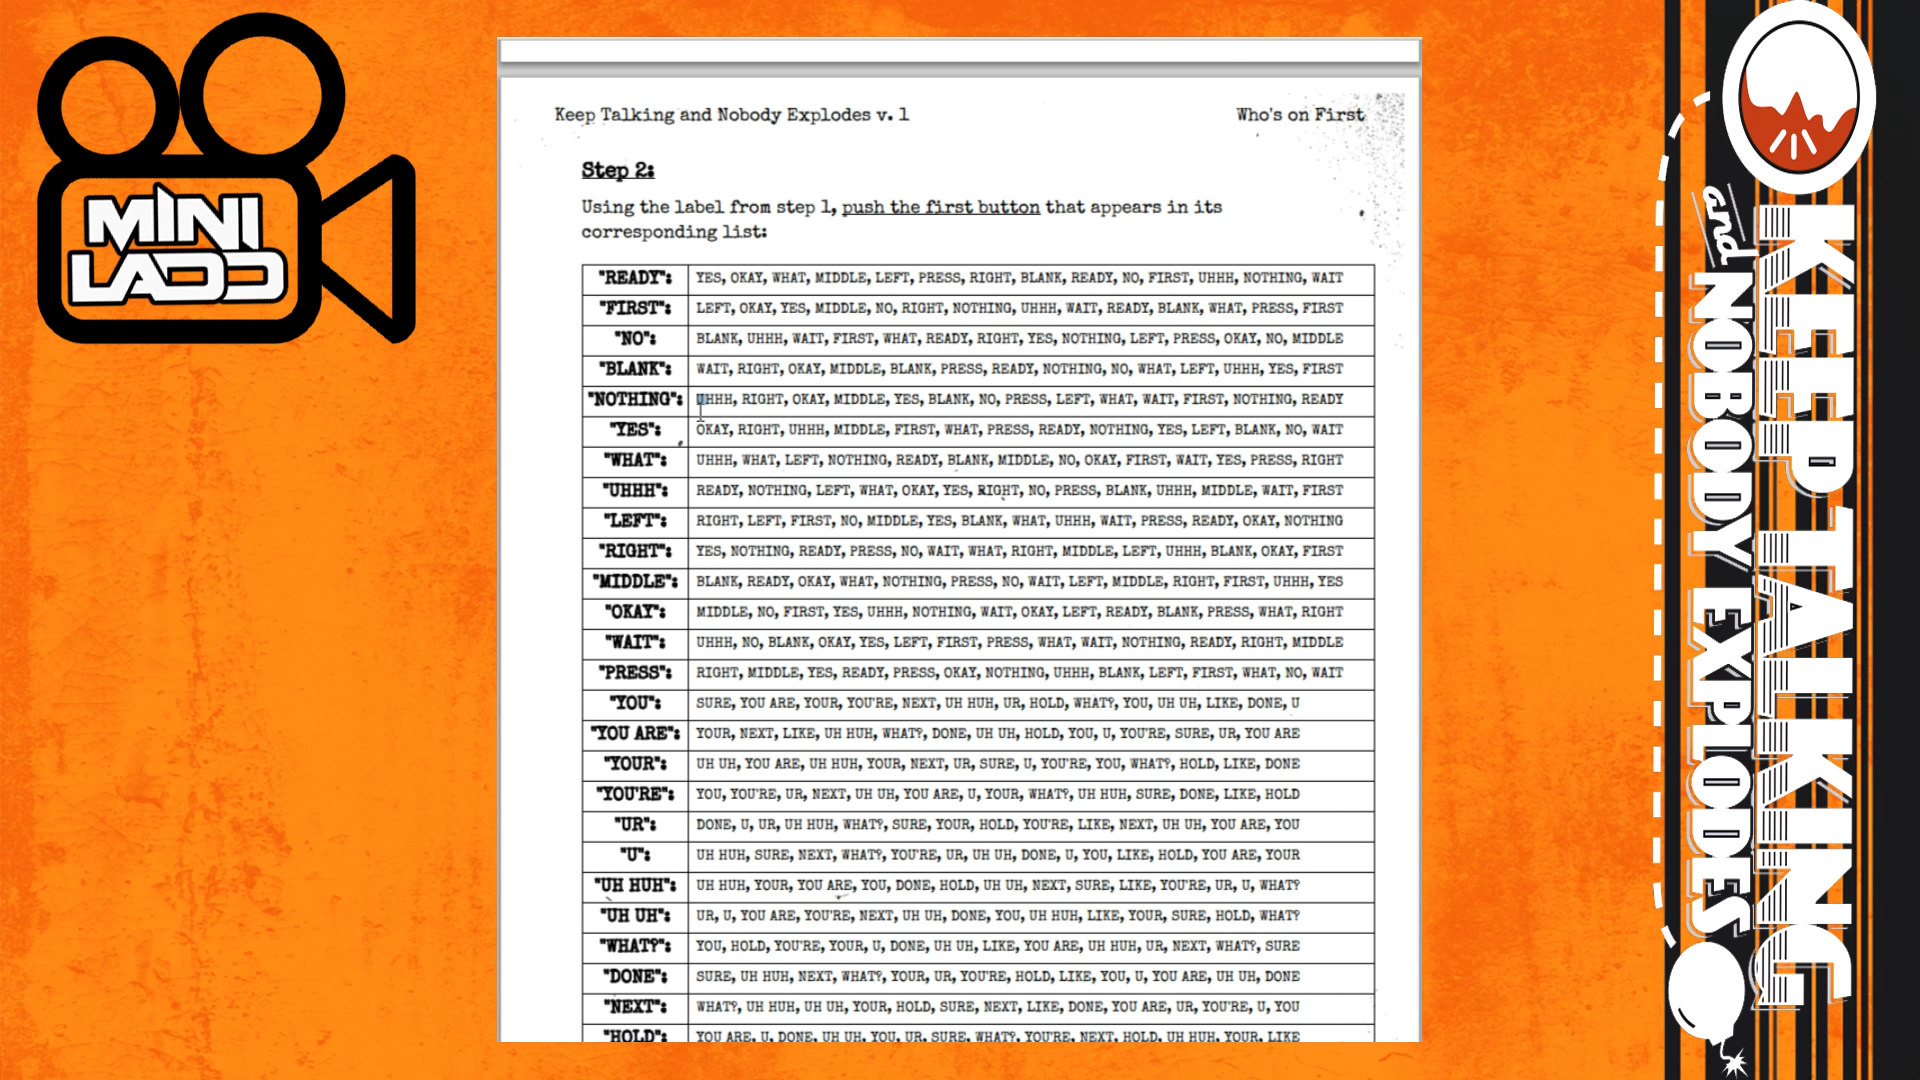 MINI
LADD
Keep Talking and Nobody Explodes v. 1
Who's on First
Step 2:
Using the label from step 1, push the first button that appears in its
corresponding list:
"READY": YES, OKAY, WHAT, MIDDLE, LEFT, PRESS, RIGHT, BLANK, READY, NO, FIRST, UHHH, NOTHING, WAIT
"FIRST": LEFT, OKAY, YES, MIDDLE, NO, RIGHT, NOTHING, UHHH, WAIT, READY, BLANK, WHAT, PRESS, FIRST
"NO": BLANK, UHHH, WAIT, FIRST, WHAT, READY, RIGHT, YES, NOTHING, LEFT, PRESS, OKAY, NO, MIDDLE
"BLANK": WAIT, RIGHT, OKAY, MIDDLE, BLANK, PRESS, READY, NOTHING, NO, WHAT, LEFT, UHHH, YES, FIRST
"NOTHING": UHHH, RIGHT, OKAY, MIDDLE, YES, BLANK, NO, PRESS, LEFT, WHAT, WAIT, FIRST, NOTHING, READY
"YES": OKAY, RIGHT, UHHH, MIDDLE, FIRST, WHAT, PRESS, READY, NOTHING, YES, LEFT, BLANK, NO, WAIT
"WHAT": UHHH, WHAT, LEFT, NOTHING, READY, BLANK, MIDDLE, NO, OKAY, FIRST, WAIT, YES, PRESS, RIGHT
"UHHH": READY, NOTHING, LEFT, WHAT, OKAY, YES, RIGHT, NO, PRESS, BLANK, UHHH, MIDDLE, WAIT, FIRST
"LEFT": RIGHT, LEFT, FIRST, NO, MIDDLE, YES, BLANK, WHAT, UHHH, WAIT, PRESS, READY, OKAY, NOTHING
"RIGHT": YES, NOTHING, READY, PRESS, NO, WAIT, WHAT, RIGHT, MIDDLE, LEFT, UHHH, BLANK, OKAY, FIRST
"MIDDLE": BLANK, READY, OKAY, WHAT, NOTHING, PRESS, NO, WAIT, LEFT, MIDDLE, RIGHT, FIRST, UHHH, YES
"OKAY": MIDDLE, NO, FIRST, YES, UHHH, NOTHING, WAIT, OKAY, LEFT, READY, BLANK, PRESS, WHAT, RIGHT
"WAIT": UHHH, NO, BLANK, OKAY, YES, LEFT, FIRST, PRESS, WHAT, WAIT, NOTHING, READY, RIGHT, MIDDLE
"PRESS": RIGHT, MIDDLE, YES, READY, PRESS, OKAY, NOTHING, UHHH, BLANK, LEFT, FIRST, WHAT, NO, WAIT
"YOU": SURE, YOU ARE, YOUR, YOU'RE, NEXT, UH HUH, UR, HOLD, WHAT?, YOU, UH UH, LIKE, DONE, U
"YOU ARE": YOUR, NEXT, LIKE, UH HUH, WHAT?, DONE, UH UH, HOLD, YOU, U, YOU'RE, SURE, UR, YOU ARE
"YOUR": UH UH, YOU ARE, UH HUH, YOUR, NEXT, UR, SURE, U, YOU'RE, YOU, WHAT?, HOLD, LIKE, DONE
"YOU'RE": YOU, YOU'RE, UR, NEXT, UH UH, YOU ARE, U, YOUR, WHAT?, UH HUH, SURE, DONE, LIKE, HOLD
"UR": DONE, U, UR, UH HUH, WHAT?, SURE, YOUR, HOLD, YOU'RE, LIKE, NEXT, UH UH, YOU ARE, YOU
"U": UH HUH, SURE, NEXT, WHAT?, YOU'RE, UR, UH UH, DONE, U, YOU, LIKE, HOLD, YOU ARE, YOUR
"UH HUH": UH HUH, YOUR, YOU ARE, YOU, DONE, HOLD, UH UH, NEXT, SURE, LIKE, YOU'RE, UR, U, WHAT?
"UH UH": UR, U, YOU ARE, YOU'RE, NEXT, UH UH, DONE, YOU, UH HUH, LIKE, YOUR, SURE, HOLD, WHAT?
"WHAT?": YOU, HOLD, YOU'RE, YOUR, U, DONE, UH UH, LIKE, YOU ARE, UH HUH, UR, NEXT, WHAT?, SURE
"DONE": SURE, UH HUH, NEXT, WHAT?, YOUR, UR, YOU'RE, HOLD, LIKE, YOU, U, YOU ARE, UH UH, DONE
"NEXT": WHAT?, UH HUH, UH UH, YOUR, HOLD, SURE, NEXT, LIKE, DONE, YOU ARE, UR, YOU'RE, U, YOU
"HOLD": YOU ARE, U, DONE, UH UH, YOU, UR, SURE, WHAT?, YOU'RE, NEXT, HOLD, UH HUH, YOUR, LIKE
KEEP TALKING
and NOBODY EXPLODES